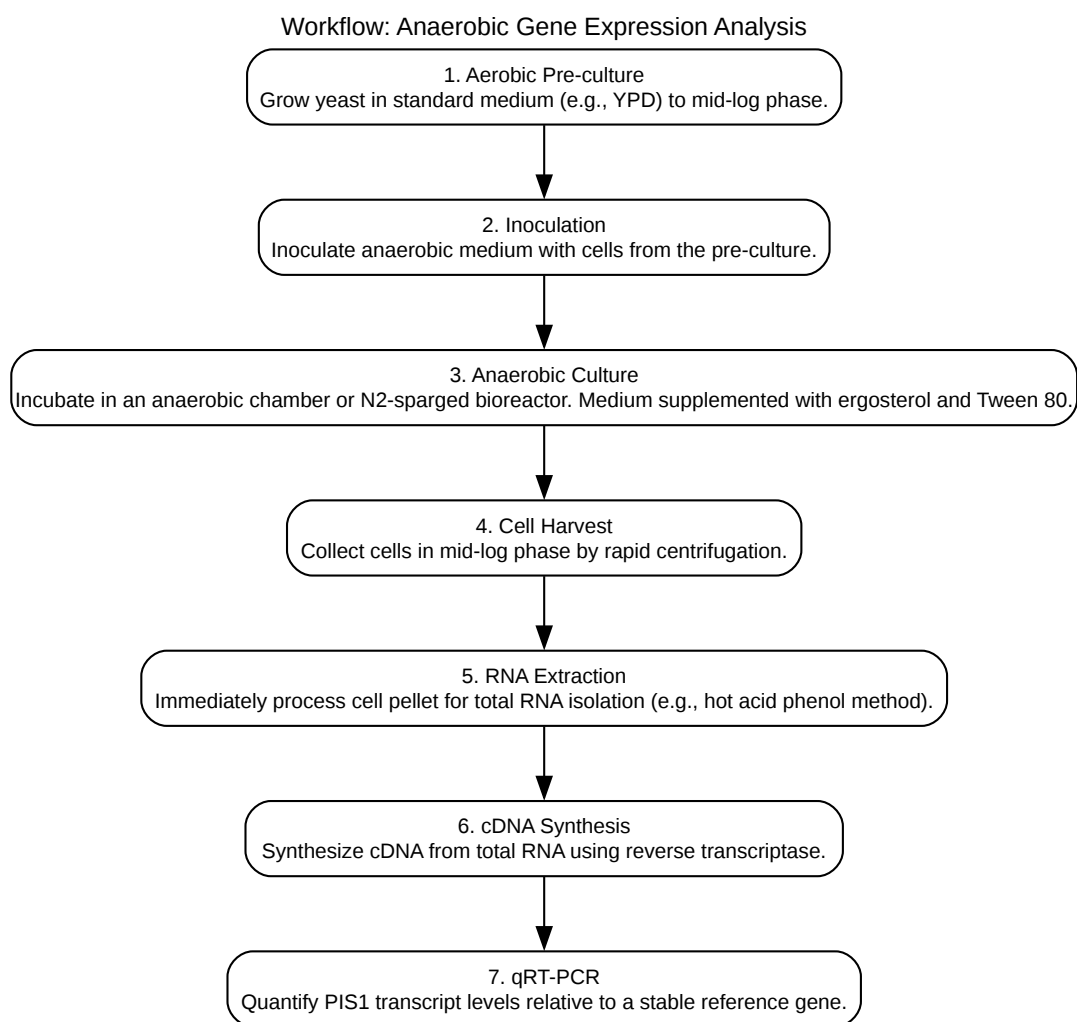 Workflow: Anaerobic Gene Expression Analysis
1. Aerobic Pre-culture
Grow yeast in standard medium (e.g., YPD) to mid-log phase.
2. Inoculation
Inoculate anaerobic medium with cells from the pre-culture.
3. Anaerobic Culture
Incubate in an anaerobic chamber or N2-sparged bioreactor. Medium supplemented with ergosterol and Tween 80.
4. Cell Harvest
Collect cells in mid-log phase by rapid centrifugation.
5. RNA Extraction
Immediately process cell pellet for total RNA isolation (e.g., hot acid phenol method).
6. cDNA Synthesis
Synthesize cDNA from total RNA using reverse transcriptase.
7. qRT-PCR
Quantify PIS1 transcript levels relative to a stable reference gene.